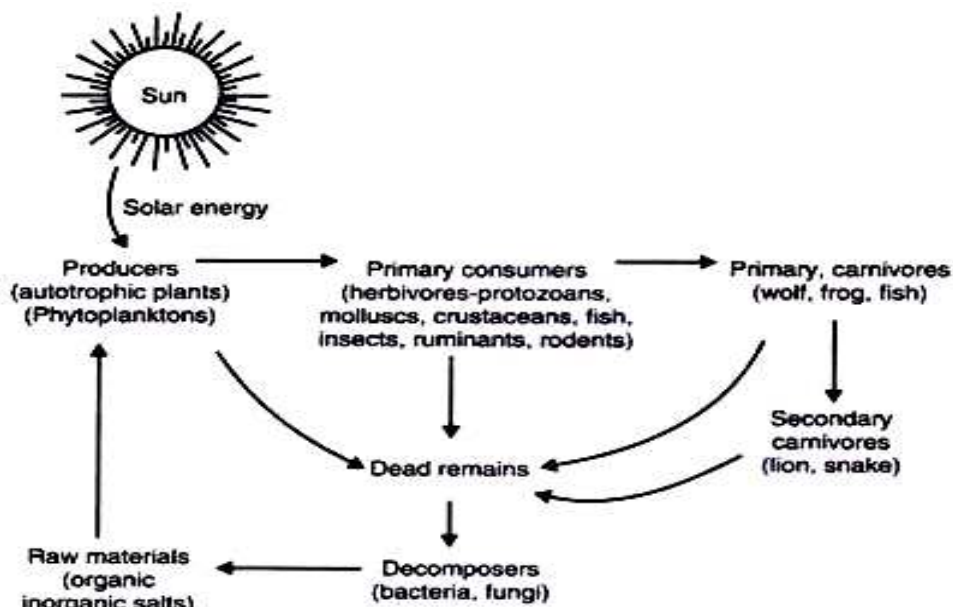 Sun
Solar energy
Producers
(autotrophic plants)
(Phytoplanktons)
Primary consumers
(herbivores-protozoans,
molluscs, crustaceans, fish,
insects, ruminants, rodents)
Primary, carnivores
(wolf, frog, fish)
Secondary
carnivores
(lion, snake)
Dead remains
Decomposers
(bacteria, fungi)
Raw materials
(organic
inorganic salts)